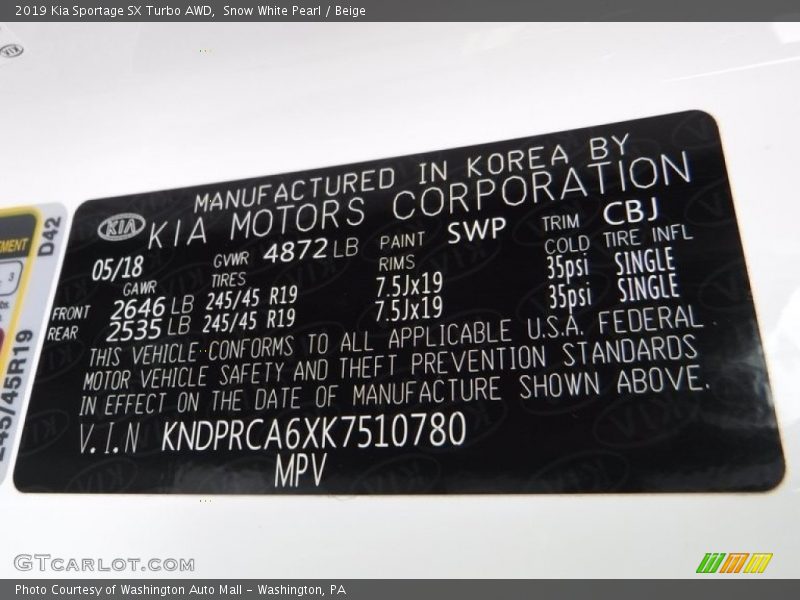 2019 Kia Sportage SX Turbo AWD,  Snow White Pearl / Beige
KIA
MANUFACTURED IN KOREA BY
KIA MOTORS CORPORATION
05/18 GVWR 4872 LB PAINT SWP TRIM CBJ
GAWR TIRES RIMS COLD TIRE INFL
FRONT 2646 LB 245/45 R19 7.5Jx19 35psi SINGLE
REAR 2535 LB 245/45 R19 7.5Jx19 35psi SINGLE
THIS VEHICLE CONFORMS TO ALL APPLICABLE U.S.A. FEDERAL
MOTOR VEHICLE SAFETY AND THEFT PREVENTION STANDARDS
IN EFFECT ON THE DATE OF MANUFACTURE SHOWN ABOVE.
V.I.N KNDPRCA6XK7510780
MPV
D42
245/45R19
GTCARLOT.COM
Photo Courtesy of Washington Auto Mall - Washington, PA